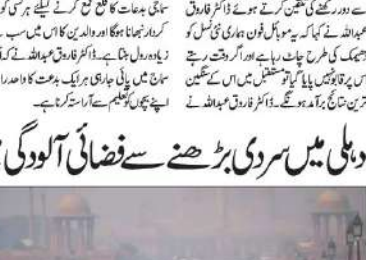 سے دور رکھنے کی تلقین کرتے ہوئے ڈاکٹر فاروق
عبداللہ نے کہا کہ یہ موبائل فون ہماری نئی نسل کو
دھیمک کی طرح چاٹ رہا ہے اور اگر وقت رہتے
اس پر قابو نہیں پایا گیا تو مستقبل میں اس کے سنگین
ترین نتائج برآمد ہونگے۔ ڈاکٹر فاروق عبداللہ نے
سماجی بدعات کا قلع قمع کرنے کیلئے ہر کسی کو
کردار نبھانا ہوگا اور والدین کا اس میں سب سے
زیادہ رول بنتا ہے۔ ڈاکٹر فاروق عبداللہ نے کہا کہ
سماج میں پائی جارہی ہر ایک بدعت کا واحد
اپنے بچوں کو تعلیم سے آراستہ کرنا ہے۔
دہلی میں سردی بڑھنے سے فضائی آلودگی